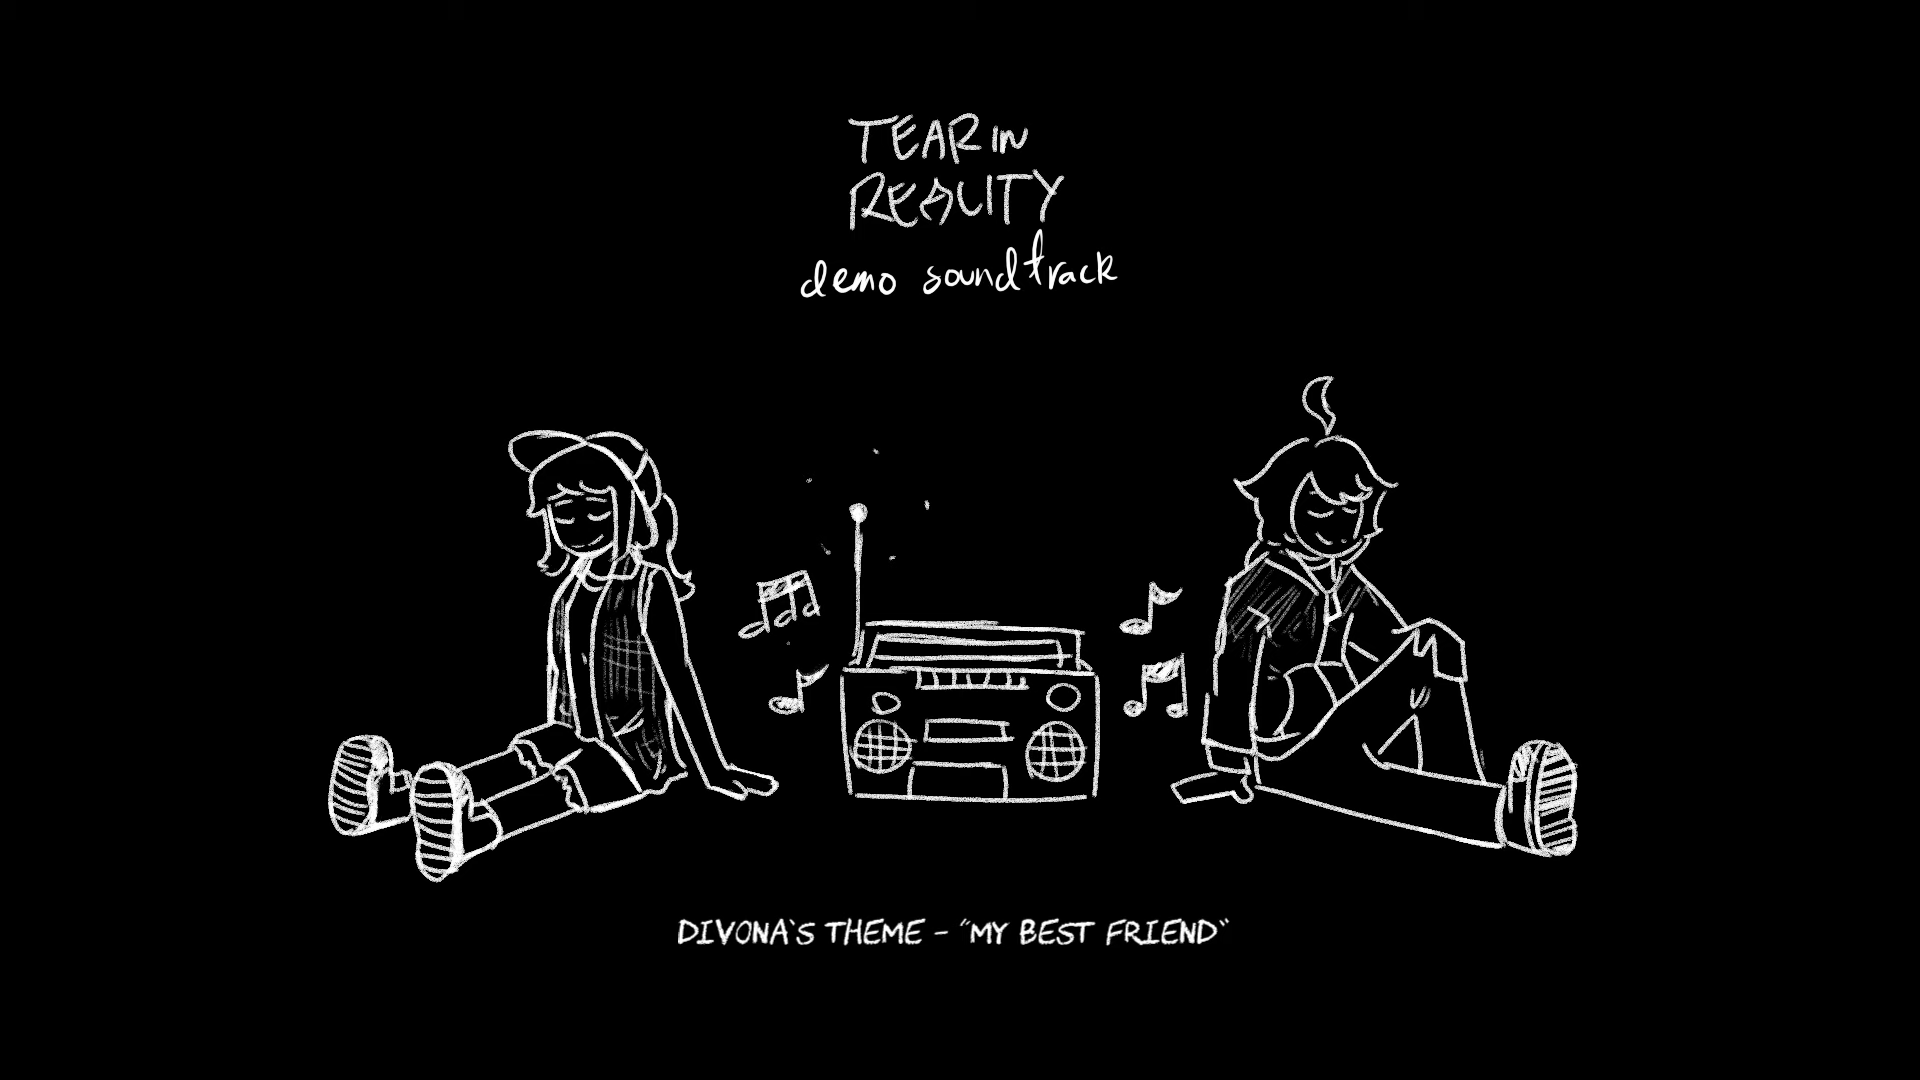 TEAR IN
REALITY
demo soundtrack
DIVONA'S THEME - "MY BEST FRIEND"